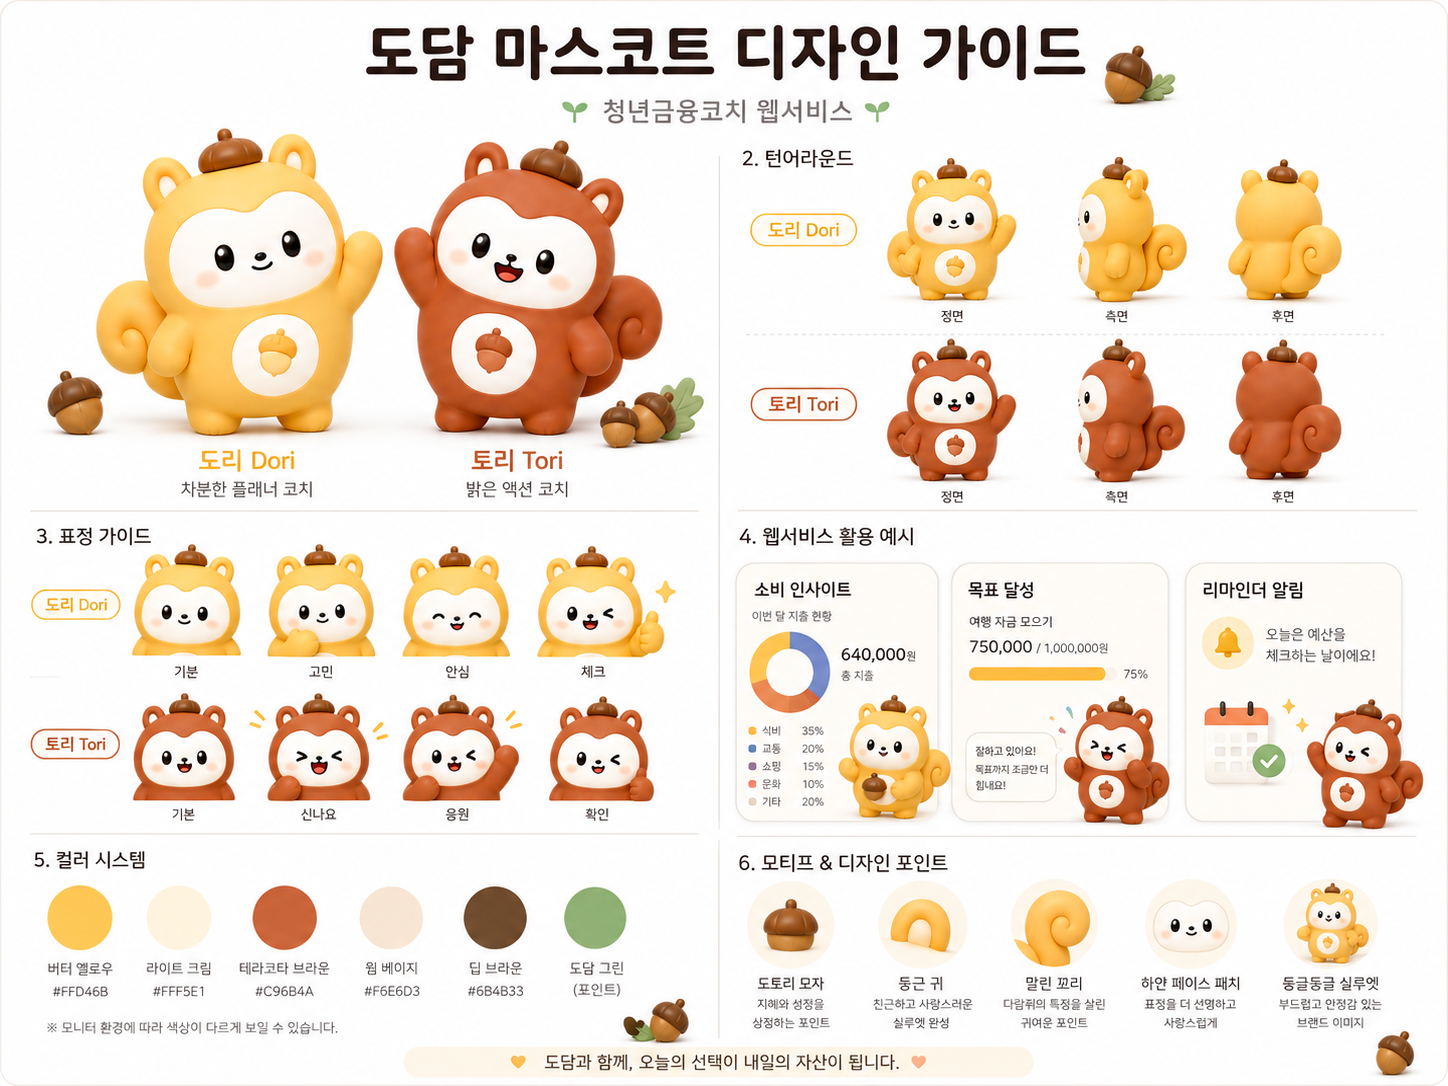 도담 마스코트 디자인 가이드
청년금융코치 웹서비스
도리 Dori
차분한 플래너 코치
토리 Tori
밝은 액션 코치
2. 턴어라운드
도리 Dori
정면
측면
후면
토리 Tori
정면
측면
후면
3. 표정 가이드
도리 Dori
기분
고민
안심
체크
토리 Tori
기본
신나요
응원
확인
4. 웹서비스 활용 예시
소비 인사이트
이번 달 지출 현황
640,000원
총 지출
식비 35%
교통 20%
쇼핑 15%
문화 10%
기타 20%
목표 달성
여행 자금 모으기
750,000 / 1,000,000원
75%
잘하고 있어요!
목표까지 조금만 더
힘내요!
리마인더 알림
오늘은 예산을
체크하는 날이에요!
5. 컬러 시스템
버터 옐로우
#FFD46B
라이트 크림
#FFF5E1
테라코타 브라운
#C96B4A
웜 베이지
#F6E6D3
딥 브라운
#6B4B33
도담 그린
(포인트)
※ 모니터 환경에 따라 색상이 다르게 보일 수 있습니다.
6. 모티프 & 디자인 포인트
도토리 모자
지혜와 성정을
상정하는 포인트
둥근 귀
친근하고 사랑스러운
실루엣 완성
말린 꼬리
다람쥐의 특정을 살린
귀여운 포인트
하얀 페이스 패치
표정을 더 선명하고
사랑스럽게
둥글둥글 실루엣
부드럽고 안정감 있는
브랜드 이미지
도담과 함께, 오늘의 선택이 내일의 자산이 됩니다.